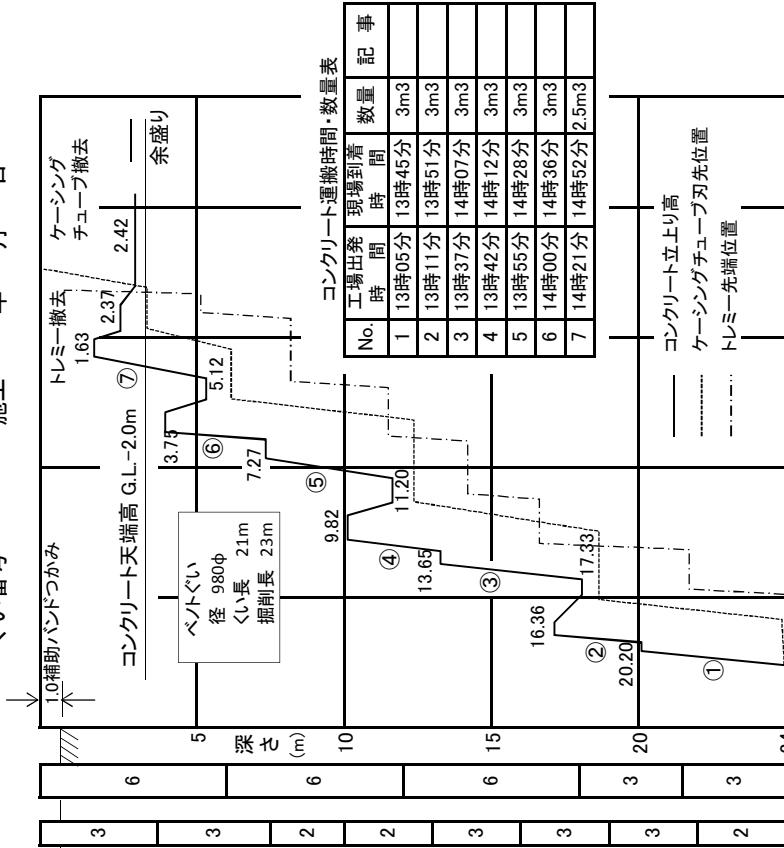 トレミー撤去
ケーシング
チューブ撤去
余盛り
1.0
補助バンドつかみ
コンクリート天端高 G.L.-2.0m
1.63
2.37
2.42
⑦
5.12
3.75
⑥
7.27
⑤
11.20
9.82
④
13.65
③
17.33
16.36
②
20.20
①
ベノトぐい
径 980φ
くい長 21m
掘削長 23m
コンクリート運搬時間・数量表
No. 工場出発時間 現場到着時間 数量 記事
1 13時05分 13時45分 3m3
2 13時11分 13時51分 3m3
3 13時37分 14時07分 3m3
4 13時42分 14時12分 3m3
5 13時55分 14時28分 3m3
6 14時00分 14時36分 3m3
7 14時21分 14時52分 2.5m3
コンクリート立上り高
ケーシングチューブ刃先位置
トレミー先端位置
深さ
(m)
5
10
15
20
6 6 6 3 3
3 3 2 2 3 3 3 2